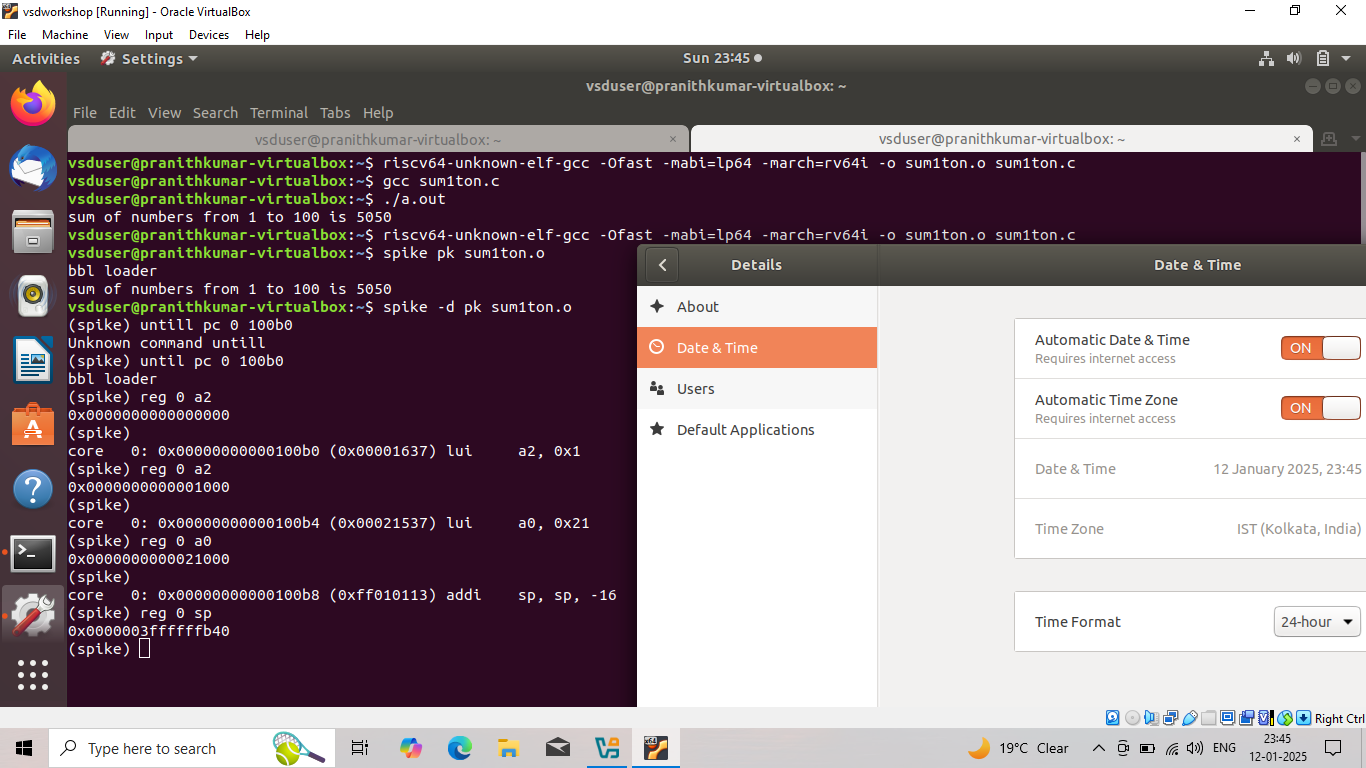 vsdworkshop [Running] - Oracle VirtualBox
File Machine View Input Devices Help
Activities Settings Sun 23:45
vsduser@pranithkumar-virtualbox: ~
File Edit View Search Terminal Tabs Help
vsduser@pranithkumar-virtualbox: ~ × vsduser@pranithkumar-virtualbox: ~ ×
vsduser@pranithkumar-virtualbox:~$ riscv64-unknown-elf-gcc -Ofast -mabi=lp64 -march=rv64i -o sum1ton.o sum1ton.c
vsduser@pranithkumar-virtualbox:~$ gcc sum1ton.c
vsduser@pranithkumar-virtualbox:~$ ./a.out
sum of numbers from 1 to 100 is 5050
vsduser@pranithkumar-virtualbox:~$ riscv64-unknown-elf-gcc -Ofast -mabi=lp64 -march=rv64i -o sum1ton.o sum1ton.c
vsduser@pranithkumar-virtualbox:~$ spike pk sum1ton.o
bbl loader
sum of numbers from 1 to 100 is 5050
vsduser@pranithkumar-virtualbox:~$ spike -d pk sum1ton.o
(spike) untill pc 0 100b0
Unknown command untill
(spike) until pc 0 100b0
bbl loader
(spike) reg 0 a2
0x0000000000000000
(spike)
core   0: 0x00000000000100b0 (0x00001637) lui     a2, 0x1
(spike) reg 0 a2
0x0000000000001000
(spike)
core   0: 0x00000000000100b4 (0x00021537) lui     a0, 0x21
(spike) reg 0 a0
0x0000000000021000
(spike)
core   0: 0x00000000000100b8 (0xff010113) addi    sp, sp, -16
(spike) reg 0 sp
0x0000003ffffffb40
(spike)
Details
About
Date & Time
Users
Default Applications
Date & Time
Automatic Date & Time
Requires internet access
ON
Automatic Time Zone
Requires internet access
ON
Date & Time 12 January 2025, 23:45
Time Zone IST (Kolkata, India)
Time Format 24-hour
Right Ctrl
Type here to search
19°C Clear
ENG
23:45
12-01-2025